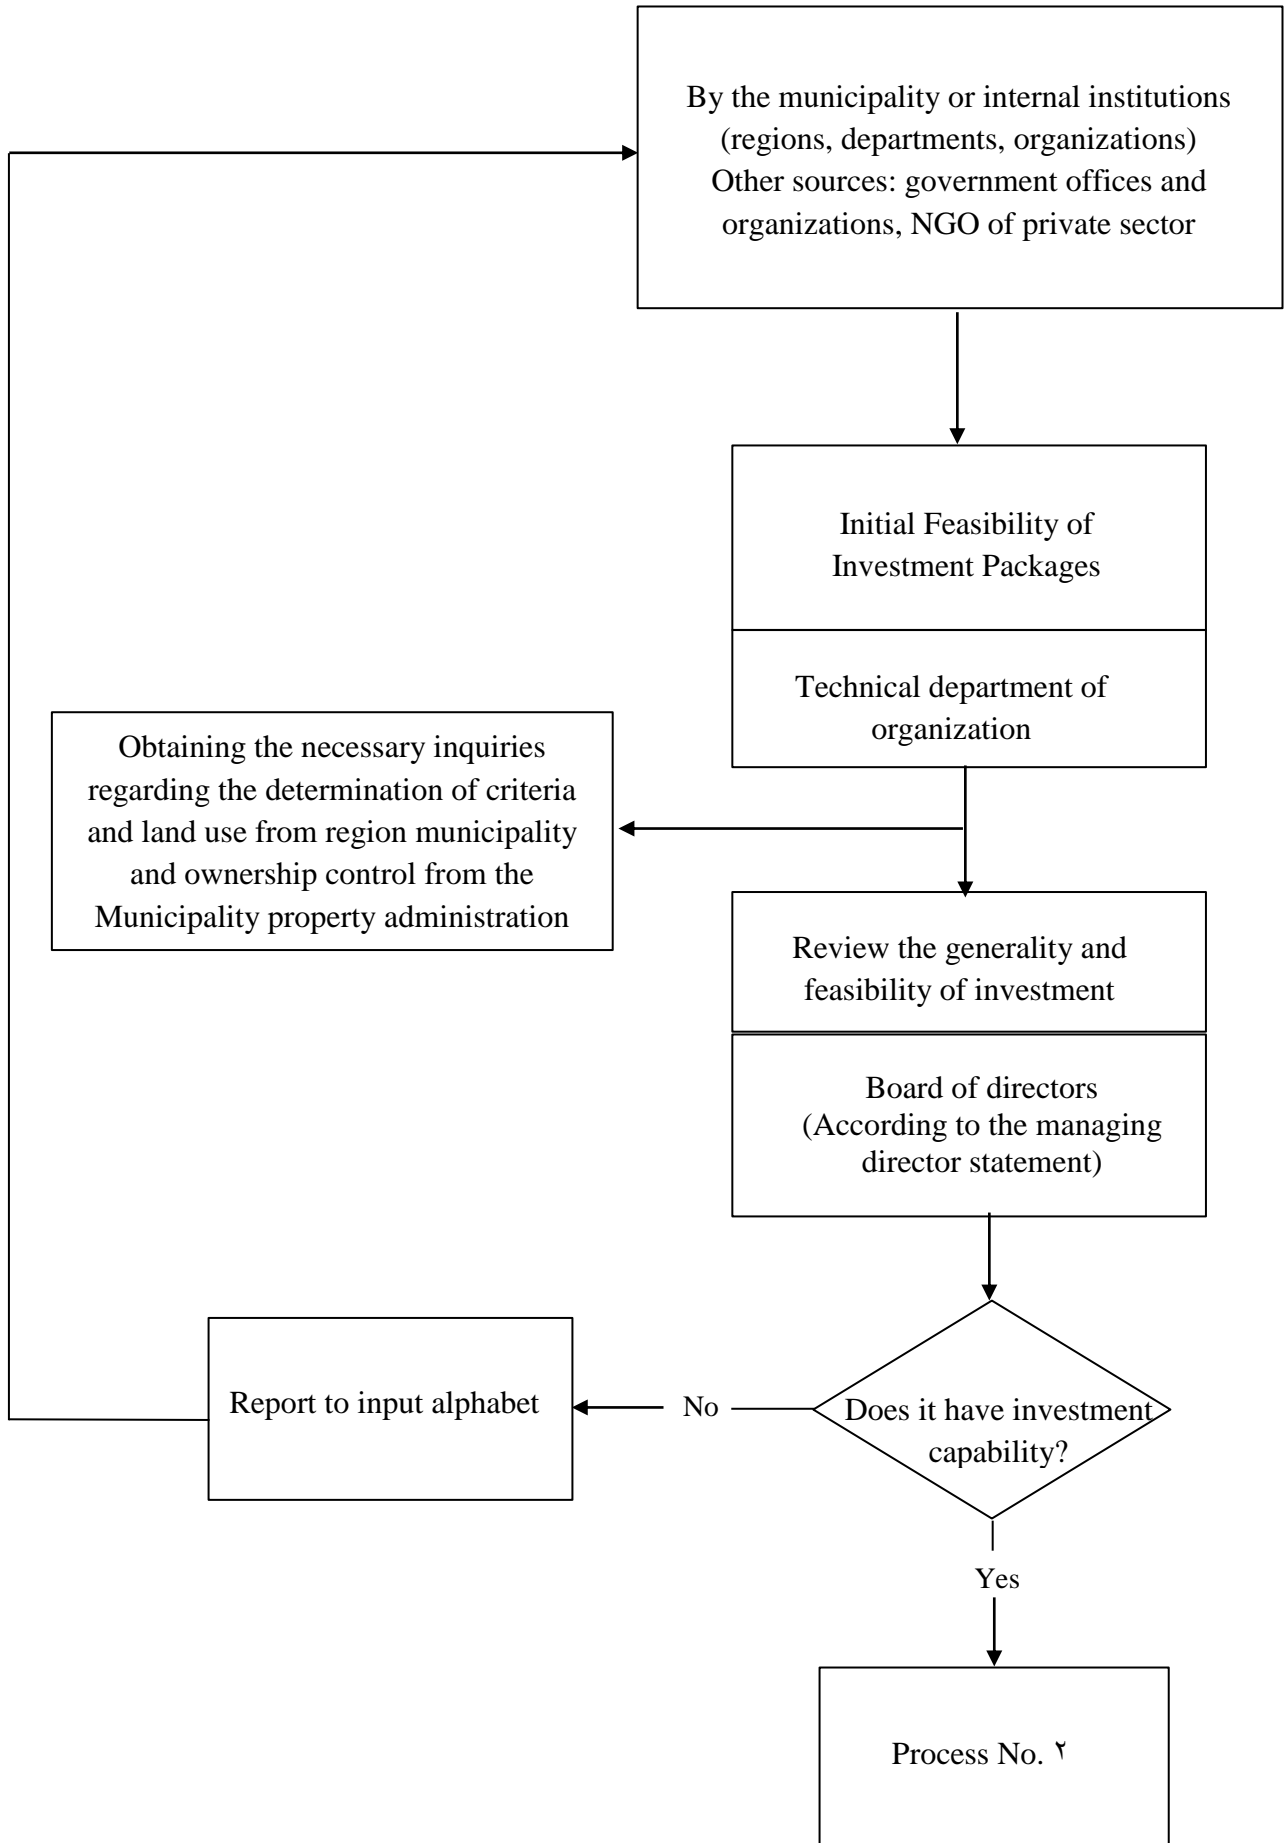 By the municipality or internal institutions
(regions, departments, organizations)
Other sources: government offices and
organizations, NGO of private sector
Initial Feasibility of
Investment Packages
Technical department of
organization
Obtaining the necessary inquiries
regarding the determination of criteria
and land use from region municipality
and ownership control from the
Municipality property administration
Review the generality and
feasibility of investment
Board of directors
(According to the managing
director statement)
Does it have investment
capability?
No
Report to input alphabet
Yes
Process No. ۲